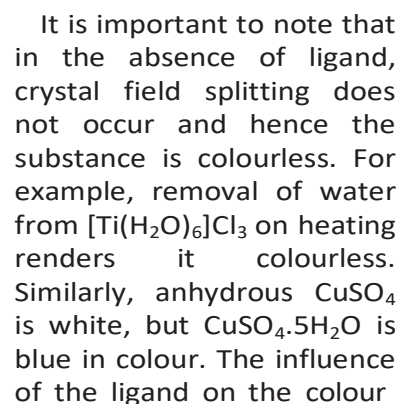 It is important to note that
in the absence of ligand,
crystal field splitting does
not occur and hence the
substance is colourless. For
example, removal of water
from [Ti(H₂O)₆]Cl₃ on heating
renders it colourless.
Similarly, anhydrous CuSO₄
is white, but CuSO₄.5H₂O is
blue in colour. The influence
of the ligand on the colour